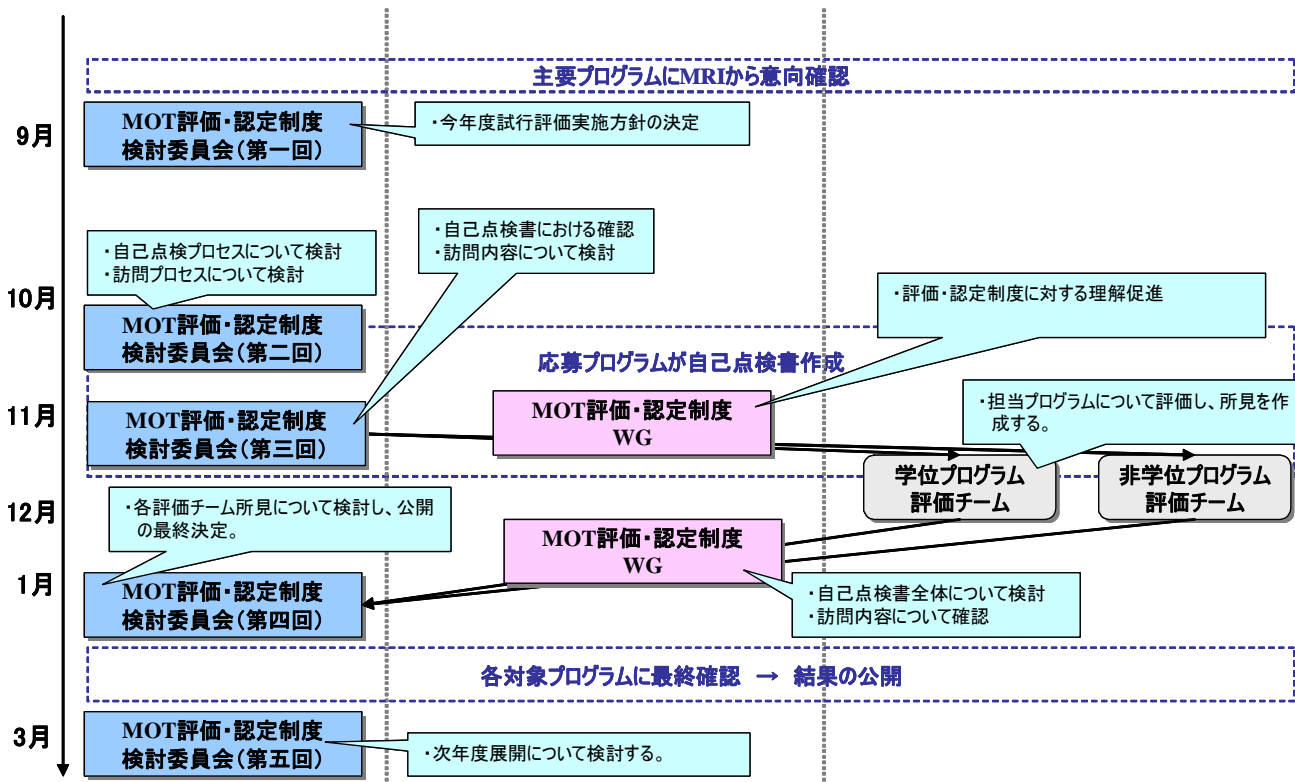 主要プログラムにMRIから意向確認
9月
MOT評価・認定制度
検討委員会(第一回)
・今年度試行評価実施方針の決定
・自己点検プロセスについて検討
・訪問プロセスについて検討
・自己点検書における確認
・訪問内容について検討
10月
MOT評価・認定制度
検討委員会(第二回)
・評価・認定制度に対する理解促進
応募プログラムが自己点検書作成
11月
MOT評価・認定制度
検討委員会(第三回)
MOT評価・認定制度
WG
・担当プログラムについて評価し、所見を作
成する。
学位プログラム
評価チーム
非学位プログラム
評価チーム
12月
・各評価チーム所見について検討し、公開
の最終決定。
MOT評価・認定制度
WG
1月
MOT評価・認定制度
検討委員会(第四回)
・自己点検書全体について検討
・訪問内容について確認
各対象プログラムに最終確認 → 結果の公開
3月
MOT評価・認定制度
検討委員会(第五回)
・次年度展開について検討する。